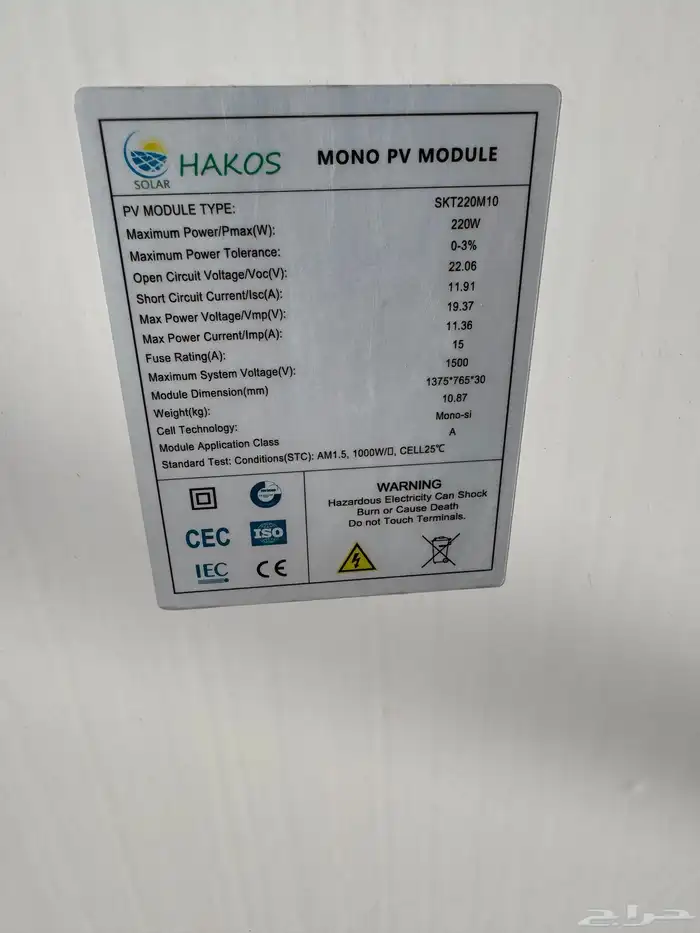 HAKOS
SOLAR
MONO PV MODULE
PV MODULE TYPE: SKT220M10
Maximum Power/Pmax(W): 220W
Maximum Power Tolerance: 0-3%
Open Circuit Voltage/Voc(V): 22.06
Short Circuit Current/Isc(A): 11.91
Max Power Voltage/Vmp(V): 19.37
Max Power Current/Imp(A): 11.36
Fuse Rating(A): 15
Maximum System Voltage(V): 1500
Module Dimension(mm) 1375*765*30
Weight(kg): 10.87
Cell Technology: Mono-si
Module Application Class A
Standard Test: Conditions(STC): AM1.5, 1000W/□, CELL25℃
CEC
ISO
IEC
CE
WARNING
Hazardous Electricity Can Shock
Burn or Cause Death
Do not Touch Terminals.
حراج